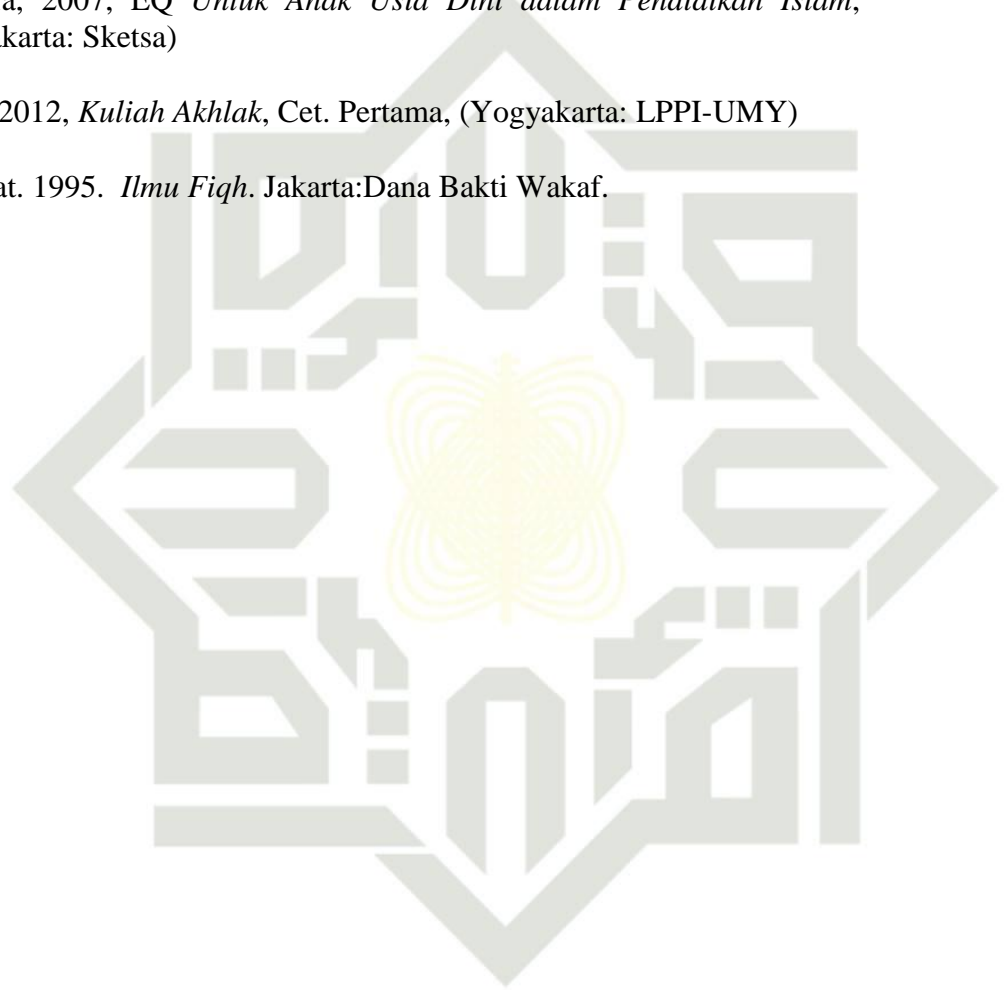 a, 2007, EQ Untuk Anak Usia Dini dalam Pendidikan Islam,
akarta: Sketsa)
2012, Kuliah Akhlak, Cet. Pertama, (Yogyakarta: LPPI-UMY)
at. 1995. Ilmu Fiqh. Jakarta:Dana Bakti Wakaf.